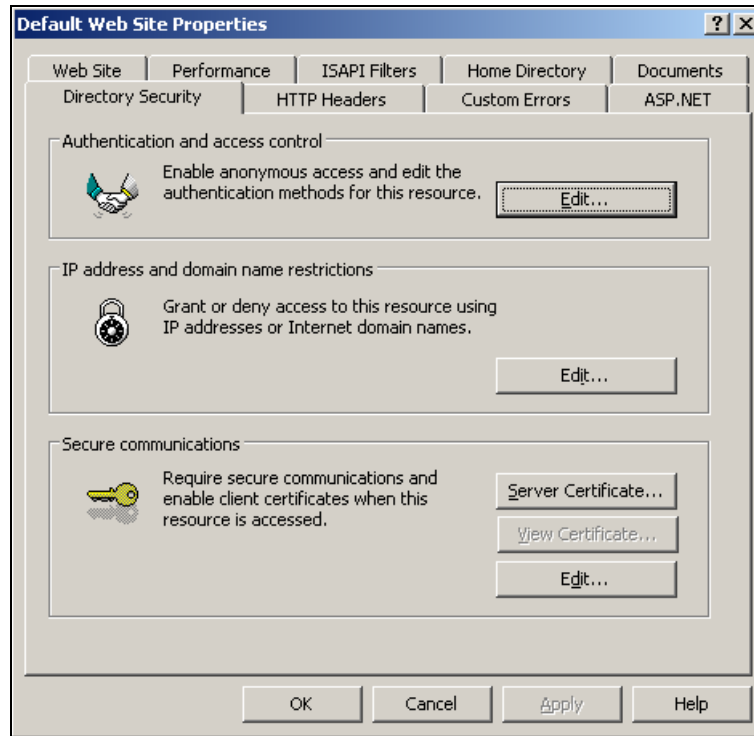 Default Web Site Properties
? X
Web Site Performance ISAPI Filters Home Directory Documents
Directory Security HTTP Headers Custom Errors ASP.NET
Authentication and access control
Enable anonymous access and edit the
authentication methods for this resource.
Edit...
IP address and domain name restrictions
Grant or deny access to this resource using
IP addresses or Internet domain names.
Edit...
Secure communications
Require secure communications and
enable client certificates when this
resource is accessed.
Server Certificate...
View Certificate...
Edit...
OK Cancel Apply Help